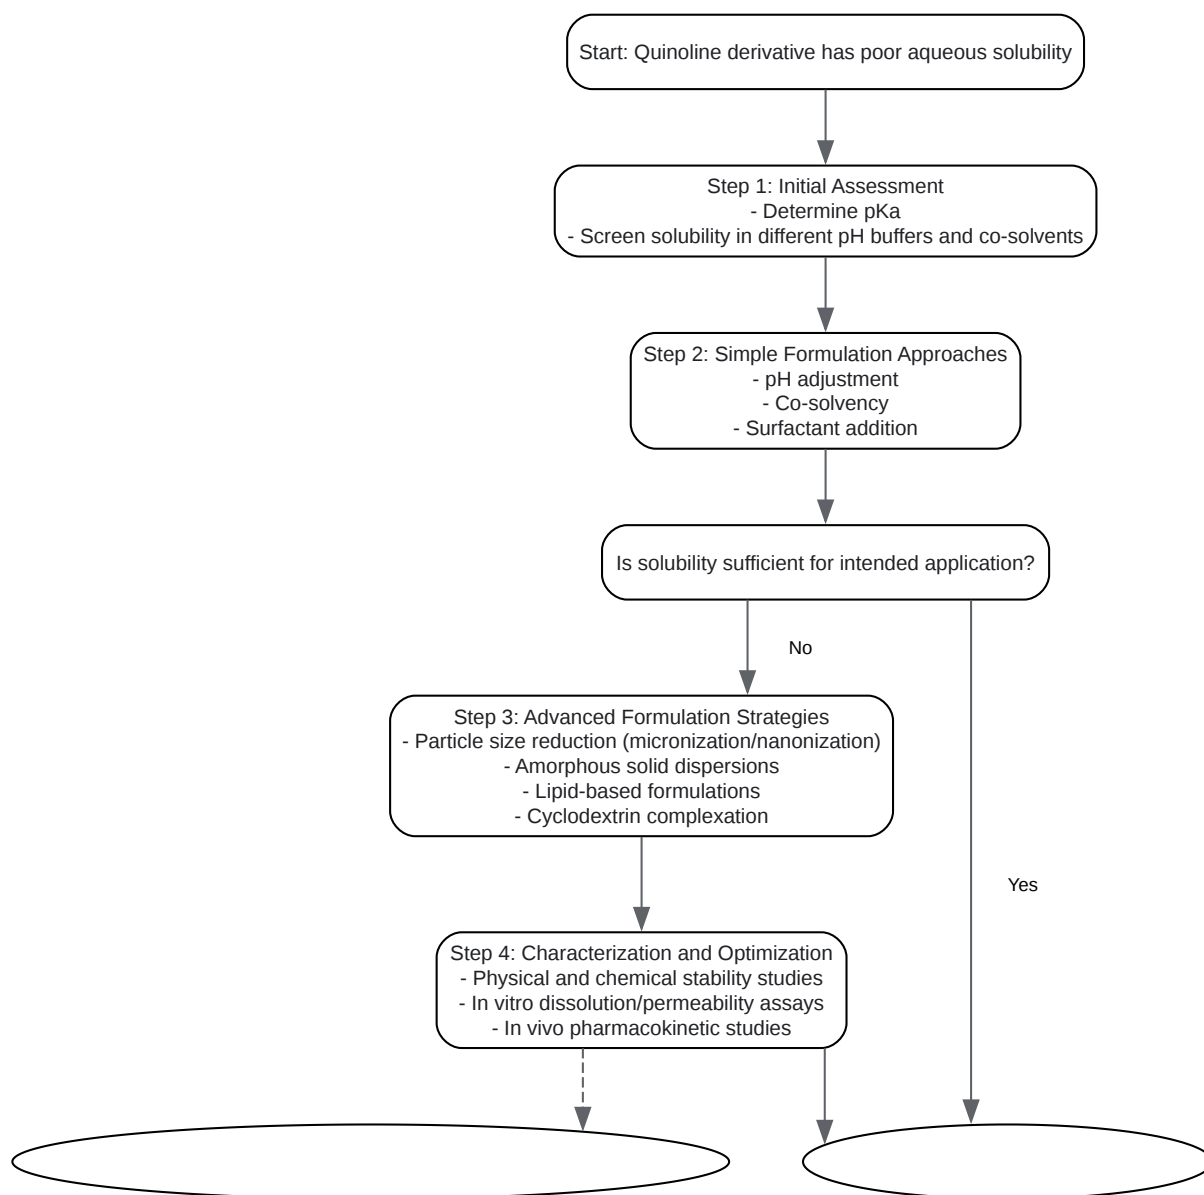 Start: Quinoline derivative has poor aqueous solubility
Step 1: Initial Assessment
- Determine pKa
- Screen solubility in different pH buffers and co-solvents
Step 2: Simple Formulation Approaches
- pH adjustment
- Co-solvency
- Surfactant addition
Is solubility sufficient for intended application?
No
Step 3: Advanced Formulation Strategies
- Particle size reduction (micronization/nanonization)
- Amorphous solid dispersions
- Lipid-based formulations
- Cyclodextrin complexation
Yes
Step 4: Characterization and Optimization
- Physical and chemical stability studies
- In vitro dissolution/permeability assays
- In vivo pharmacokinetic studies